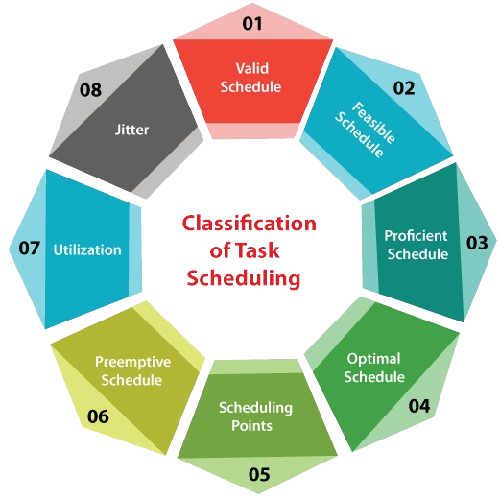 01
Valid
Schedule
02
Feasible
Schedule
03
Proficient
Schedule
04
Optimal
Schedule
05
Scheduling
Points
06
Preemptive
Schedule
07
Utilization
08
Jitter
Classification
of Task
Scheduling